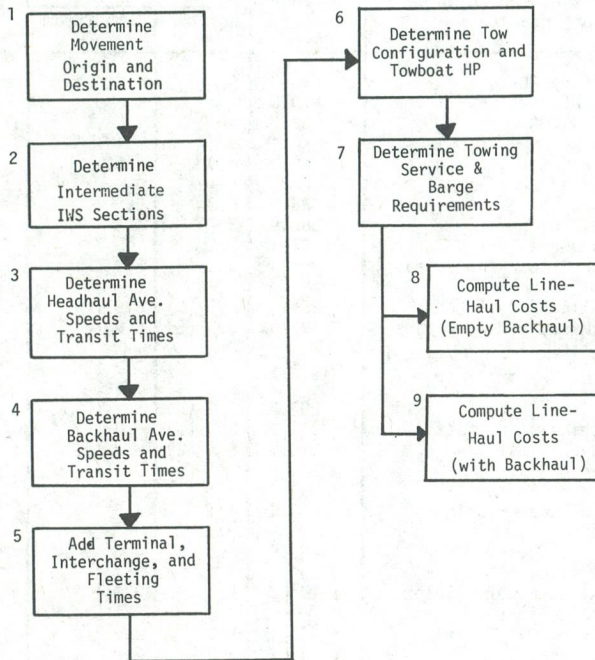 1
Determine
Movement
Origin and
Destination
2
Determine
Intermediate
IWS Sections
3
Determine
Headhaul Ave.
Speeds and
Transit Times
4
Determine
Backhaul Ave.
Speeds and
Transit Times
5
Add Terminal,
Interchange, and
Fleeting
Times
6
Determine Tow
Configuration and
Towboat HP
7
Determine Towing
Service &
Barge
Requirements
8
Compute Line-
Haul Costs
(Empty Backhaul)
9
Compute Line-
Haul Costs
(with Backhaul)